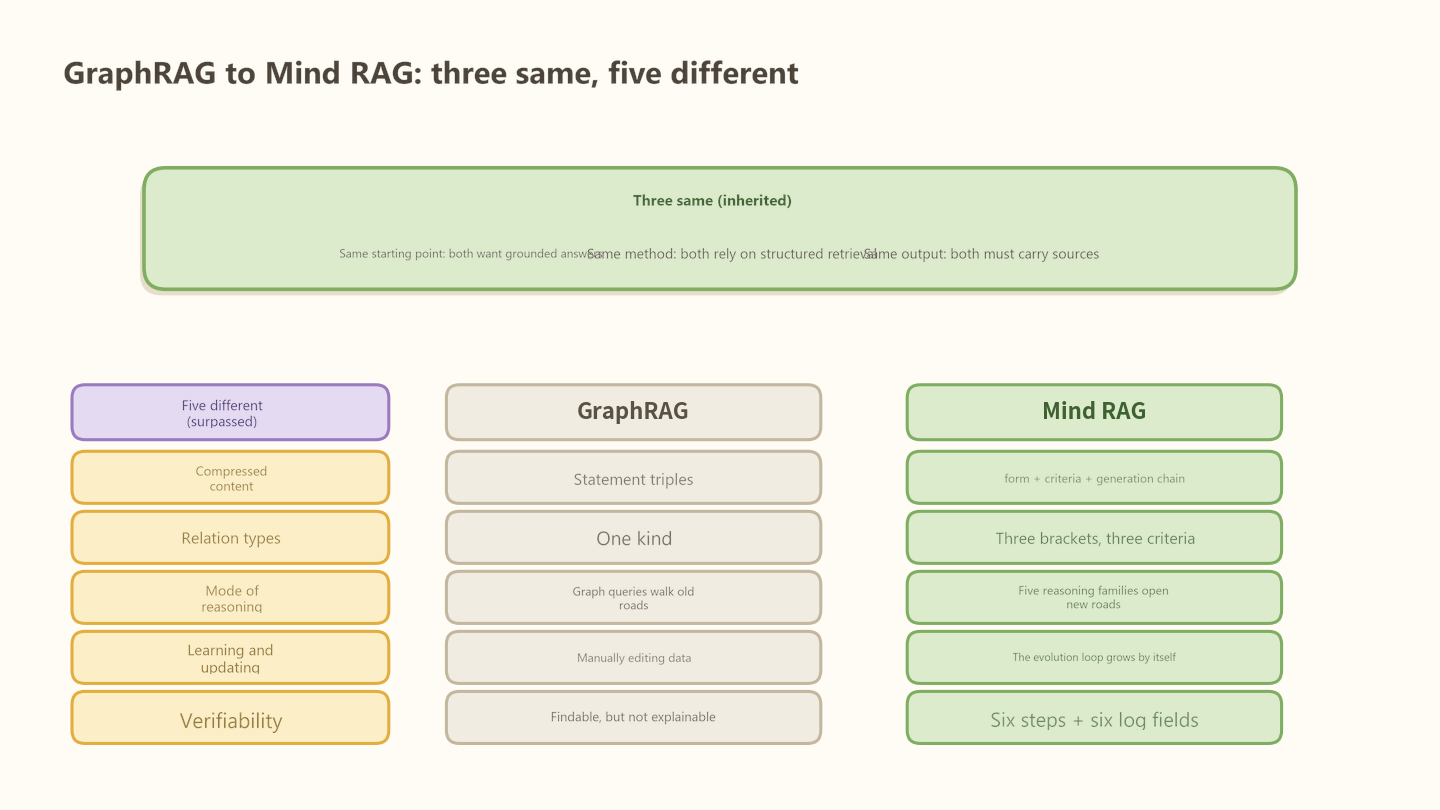 GraphRAG to Mind RAG: three same, five different
Three same (inherited)
Same starting point: both want grounded answers
Same method: both rely on structured retrieval
Same output: both must carry sources
Five different
(surpassed)
GraphRAG
Mind RAG
Compressed
content
Statement triples
form + criteria + generation chain
Relation types
One kind
Three brackets, three criteria
Mode of
reasoning
Graph queries walk old
roads
Five reasoning families open
new roads
Learning and
updating
Manually editing data
The evolution loop grows by itself
Verifiability
Findable, but not explainable
Six steps + six log fields